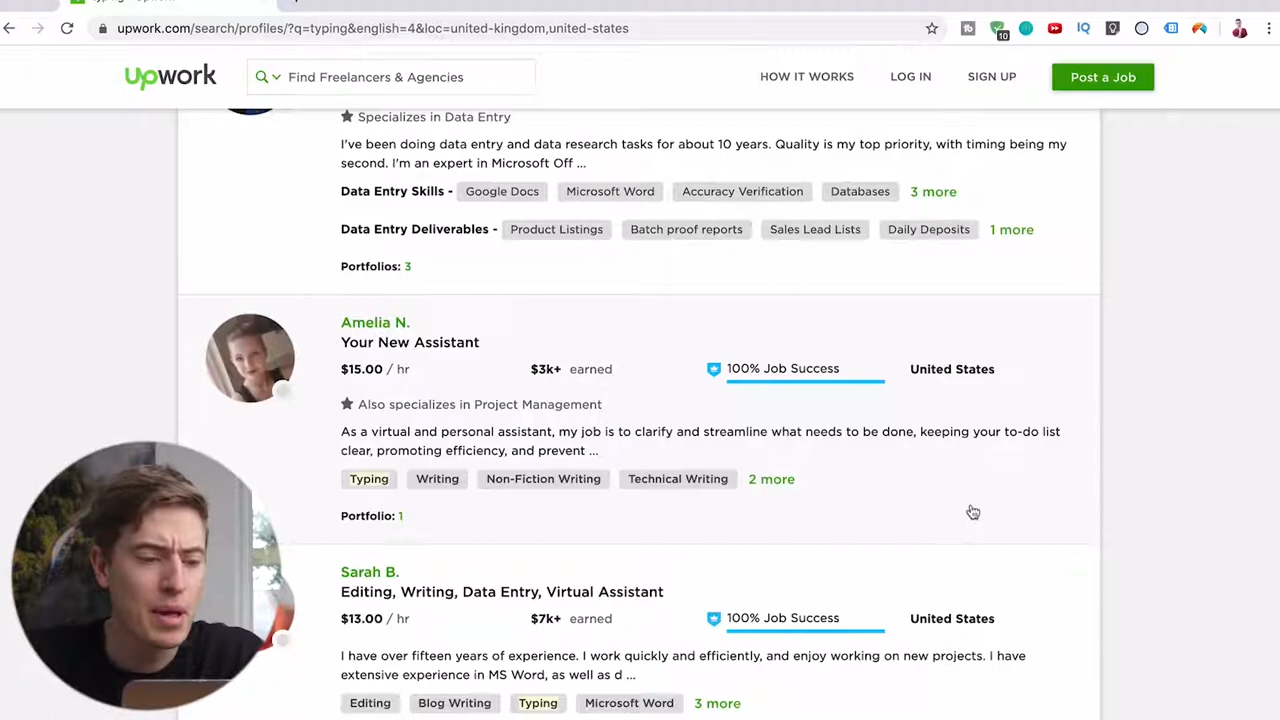 upwork.com/search/profiles/?q=typing&english=4&loc=united-kingdom,united-states
10
IQ
upwork
Find Freelancers & Agencies
HOW IT WORKS
LOG IN
SIGN UP
Post a Job
Specializes in Data Entry
I've been doing data entry and data research tasks for about 10 years. Quality is my top priority, with timing being my
second. I'm an expert in Microsoft Off ...
Data Entry Skills - Google Docs Microsoft Word Accuracy Verification Databases 3 more
Data Entry Deliverables - Product Listings Batch proof reports Sales Lead Lists Daily Deposits 1 more
Portfolios: 3
Amelia N.
Your New Assistant
$15.00 / hr $3k+ earned 100% Job Success United States
Also specializes in Project Management
As a virtual and personal assistant, my job is to clarify and streamline what needs to be done, keeping your to-do list
clear, promoting efficiency, and prevent ...
Typing Writing Non-Fiction Writing Technical Writing 2 more
Portfolio: 1
Sarah B.
Editing, Writing, Data Entry, Virtual Assistant
$13.00 / hr $7k+ earned 100% Job Success United States
I have over fifteen years of experience. I work quickly and efficiently, and enjoy working on new projects. I have
extensive experience in MS Word, as well as d ...
Editing Blog Writing Typing Microsoft Word 3 more